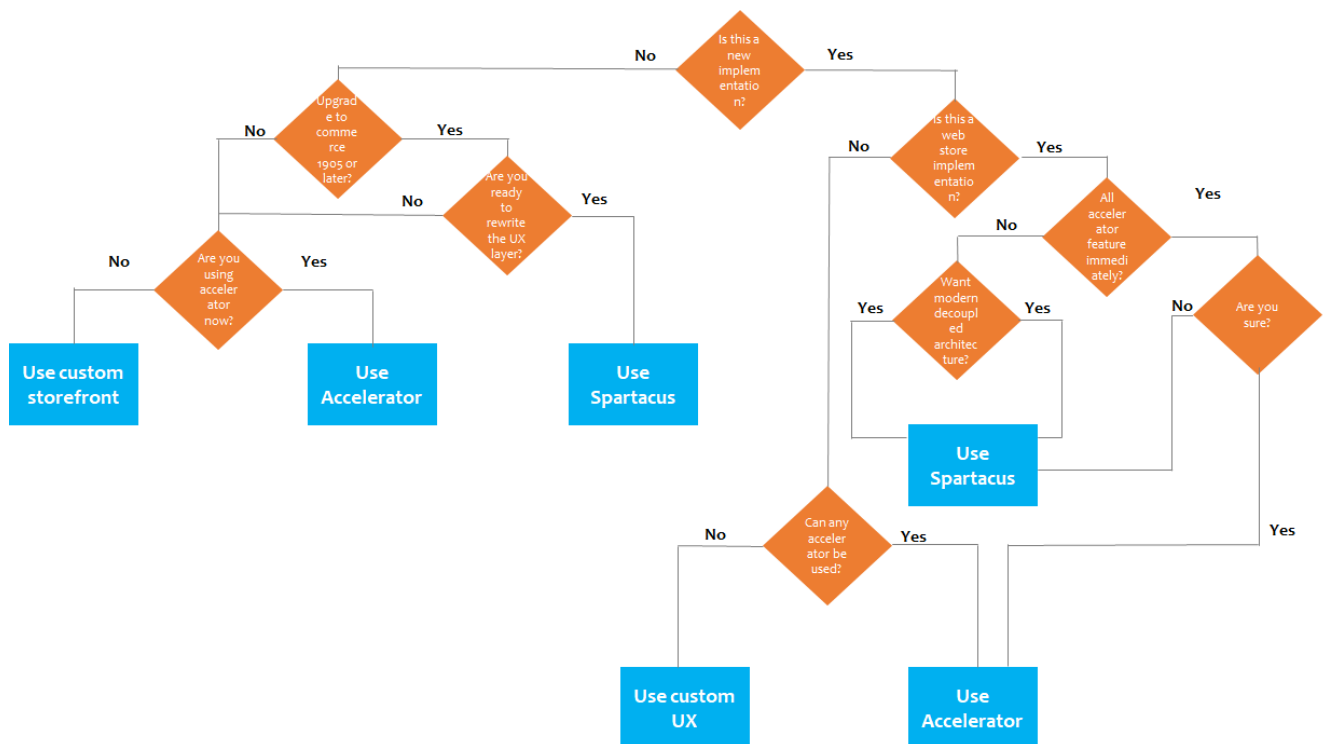 Is this a
new
implem
entatio
n?
No
Yes
Upgrad
e to
comme
rce
1905 or
later?
No
Yes
Is this a
web
store
implem
entatio
n?
No
Yes
Are you
ready
to
rewrite
the UX
layer?
No
Yes
All
acceler
ator
feature
immedi
ately?
No
Yes
Are you
using
acceler
ator
now?
No
Yes
Want
modern
decoupl
ed
architec
ture?
Yes
Yes
Are you
sure?
No
Yes
Use custom
storefront
Use
Accelerator
Use
Spartacus
Use
Spartacus
Can any
acceler
ator be
used?
No
Yes
Use custom
UX
Use
Accelerator